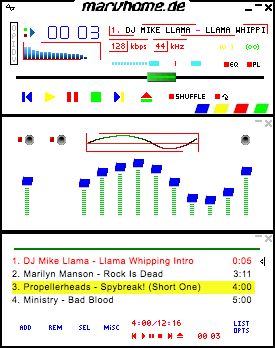 maruhome.de
00 03
1. DJ MIKE LLAMA - LLAMA WHIPPI
128 kbps 44 kHz
EQ PL
SHUFFLE
1. DJ Mike Llama - Llama Whipping Intro 0:05
2. Marilyn Manson - Rock Is Dead 3:11
3. Propellerheads - Spybreak! (Short One) 4:00
4. Ministry - Bad Blood 5:00
ADD REM SEL MiSC 4:00/12:16 LIST
00 03 OPTS